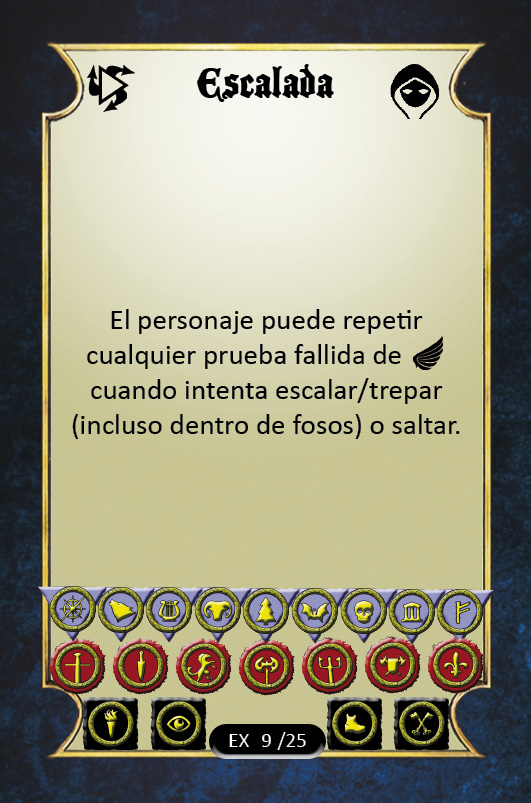 Escalada
El personaje puede repetir
cualquier prueba fallida de
cuando intenta escalar/trepar
(incluso dentro de fosos) o saltar.
EX 9 /25